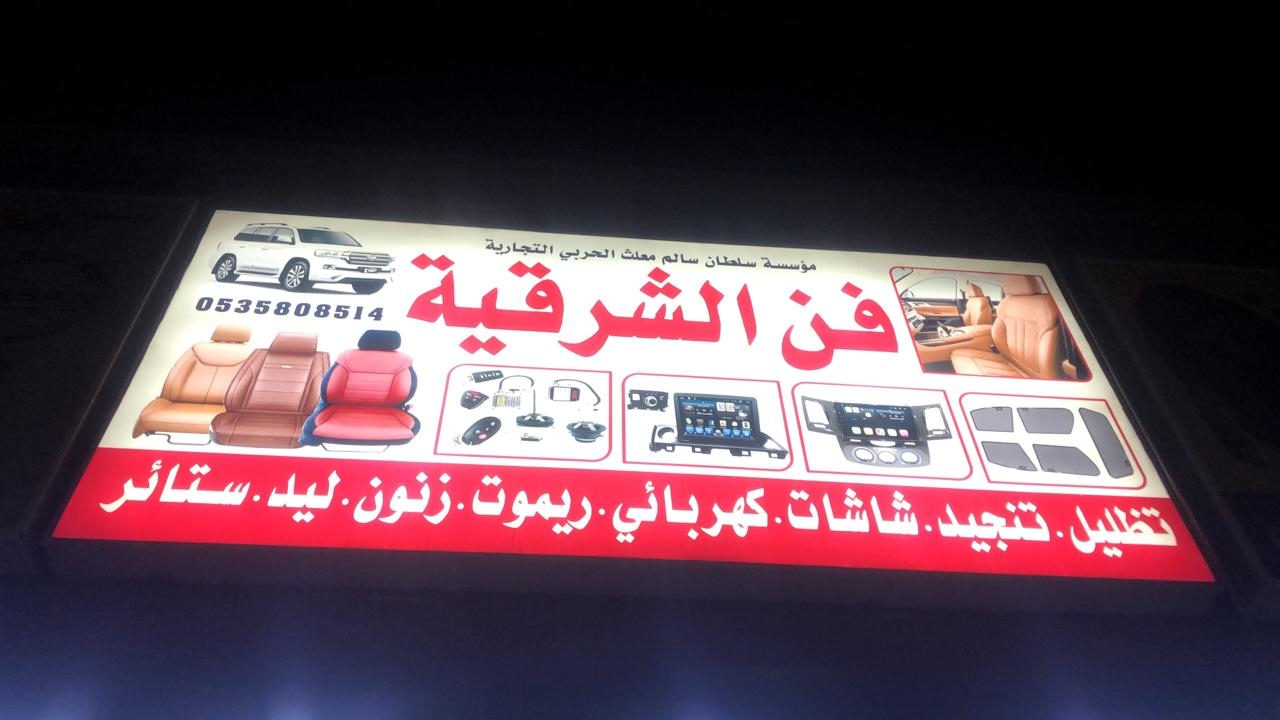 مؤسسة سلطان سالم معلث الحربي التجارية
فن الشرقية
0535808514
تظليل . تنجيد . شاشات . كهربائي . ريموت . زنون . ليد . ستائر